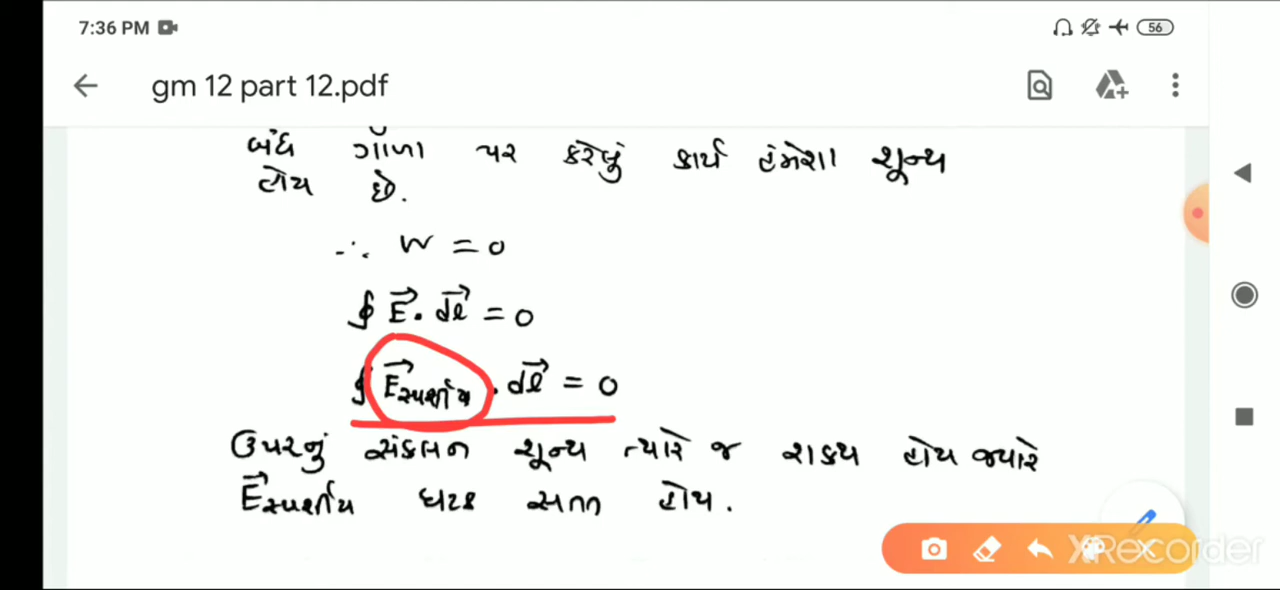 7:36 PM
56
gm 12 part 12.pdf
બંધ ગાળા પર કરેલું કાર્ય હંમેશા શૂન્ય
હોય છે.
∴ W = 0
∮ E⃗ . dl⃗ = 0
∮ E⃗સ્પર્શીય . dl⃗ = 0
ઉપરનું સંકલન શૂન્ય ત્યારે જ શક્ય હોય જ્યારે
E⃗સ્પર્શીય ઘટક સતત હોય.
XRecorder